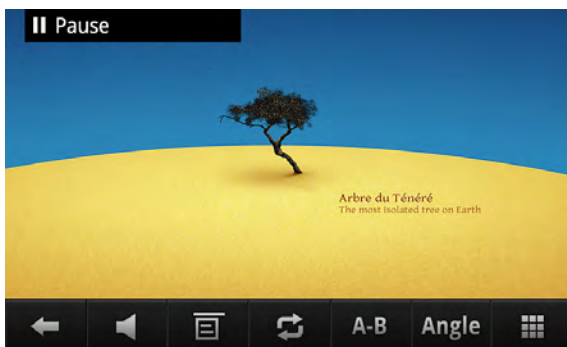 Pause
Arbre du Ténéré
The most isolated tree on Earth
A-B
Angle